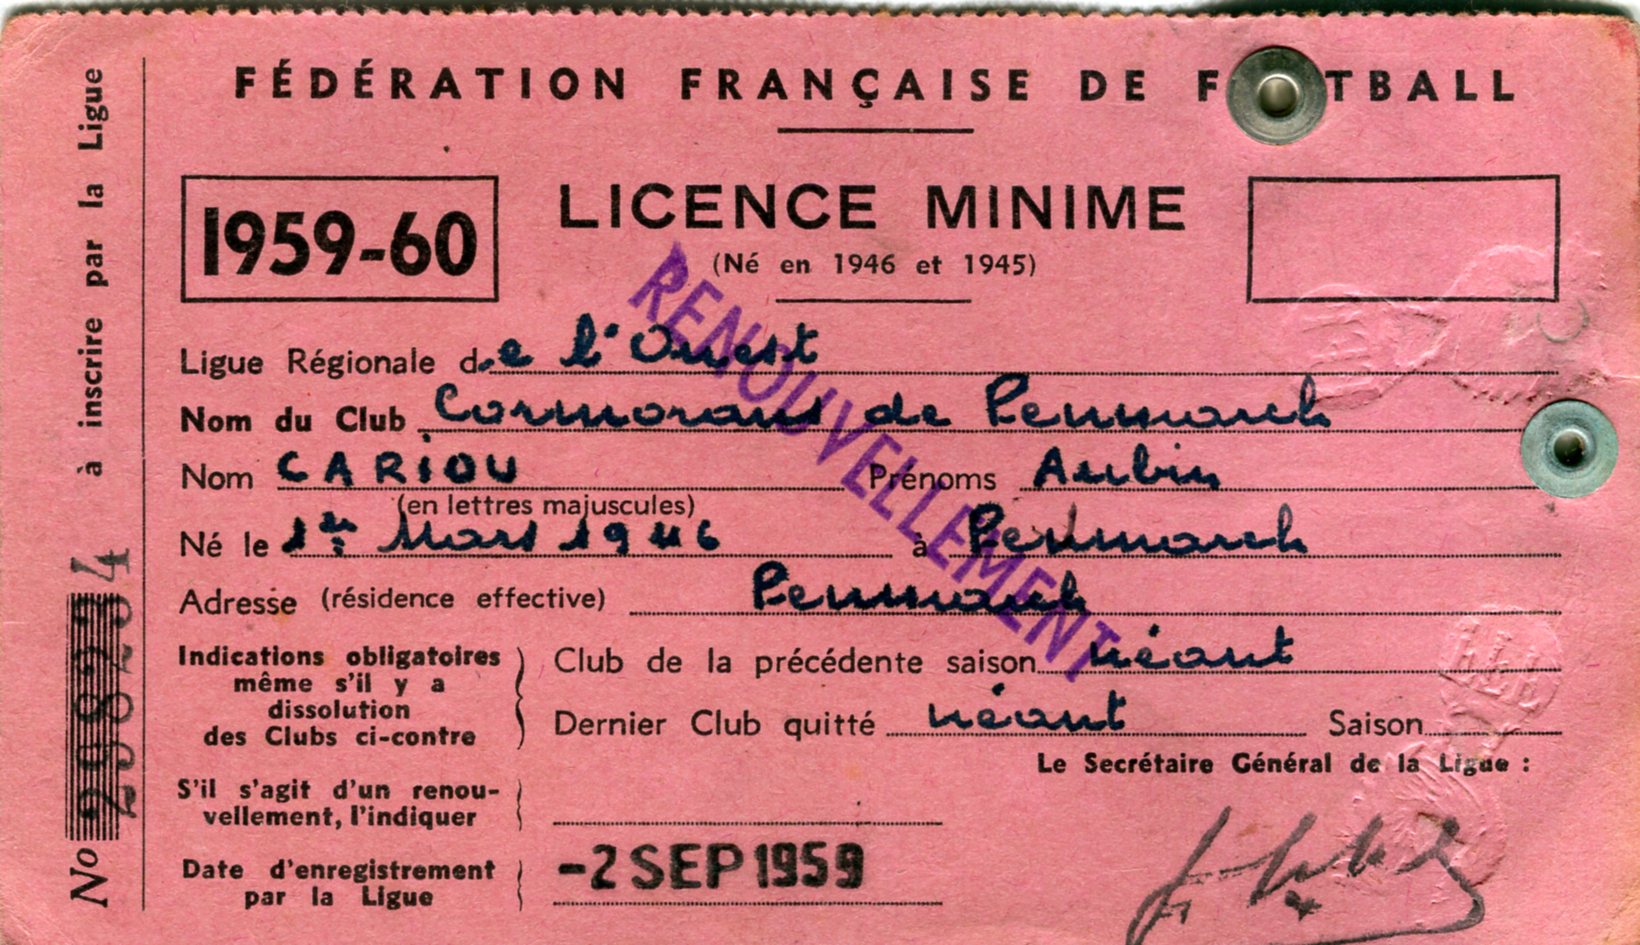 FÉDÉRATION FRANÇAISE DE FOOTBALL
1959-60
LICENCE MINIME
(Né en 1946 et 1945)
RENOUVELLEMENT
Ligue Régionale de l'Ouest
Nom du Club Cormorans de Penmarch
Nom CARIOU Prénoms Aubin
(en lettres majuscules)
Né le 1er Mars 1946 à Penmarch
Adresse (résidence effective) Penmarch
Indications obligatoires
même s'il y a
dissolution
des Clubs ci-contre
Club de la précédente saison néant
Dernier Club quitté néant Saison
Le Secrétaire Général de la Ligue :
S'il s'agit d'un renou-
vellement, l'indiquer
Date d'enregistrement
par la Ligue
-2 SEP 1959
No
à inscrire par la Ligue